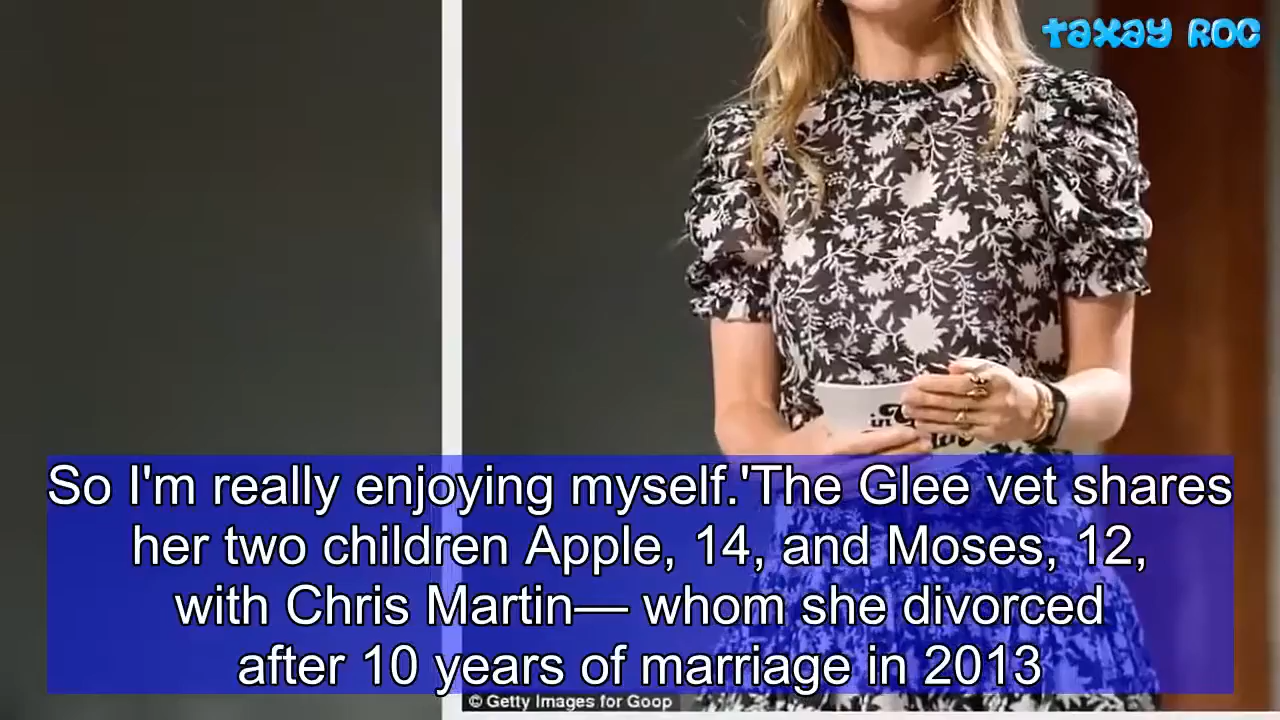 TAXAY ROC
in G
So I'm really enjoying myself.'The Glee vet shares
her two children Apple, 14, and Moses, 12,
with Chris Martin— whom she divorced
after 10 years of marriage in 2013
© Getty Images for Goop